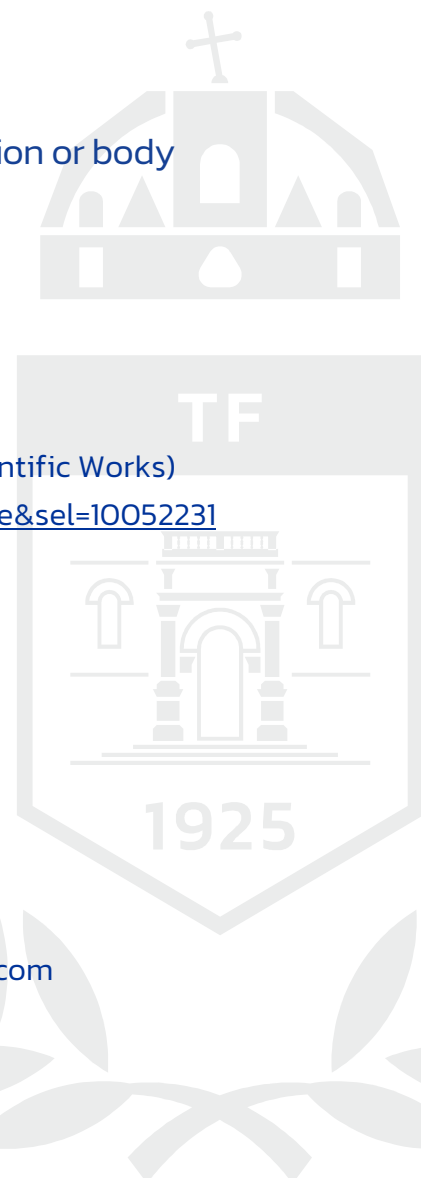 ion or body
TF
ntific Works)
e&sel=10052231
1925
.com